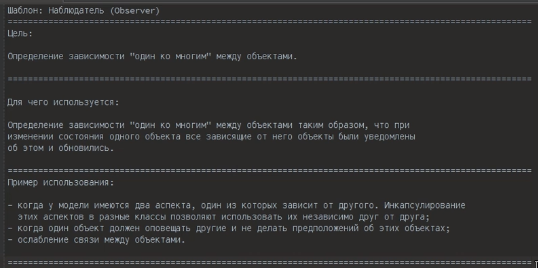 Шаблон: Наблюдатель (Observer)
================================================================================
Цель:
Определение зависимости "один ко многим" между объектами.
================================================================================
Для чего используется:
Определение зависимости "один ко многим" между объектами таким образом, что при
изменении состояния одного объекта все зависящие от него объекты были уведомлены
об этом и обновились.
================================================================================
Пример использования:
- когда у модели имеются два аспекта, один из которых зависит от другого. Инкапсулирование
этих аспектов в разные классы позволяют использовать их независимо друг от друга;
- когда один объект должен оповещать другие и не делать предположений об этих объектах;
- ослабление связи между объектами.
================================================================================